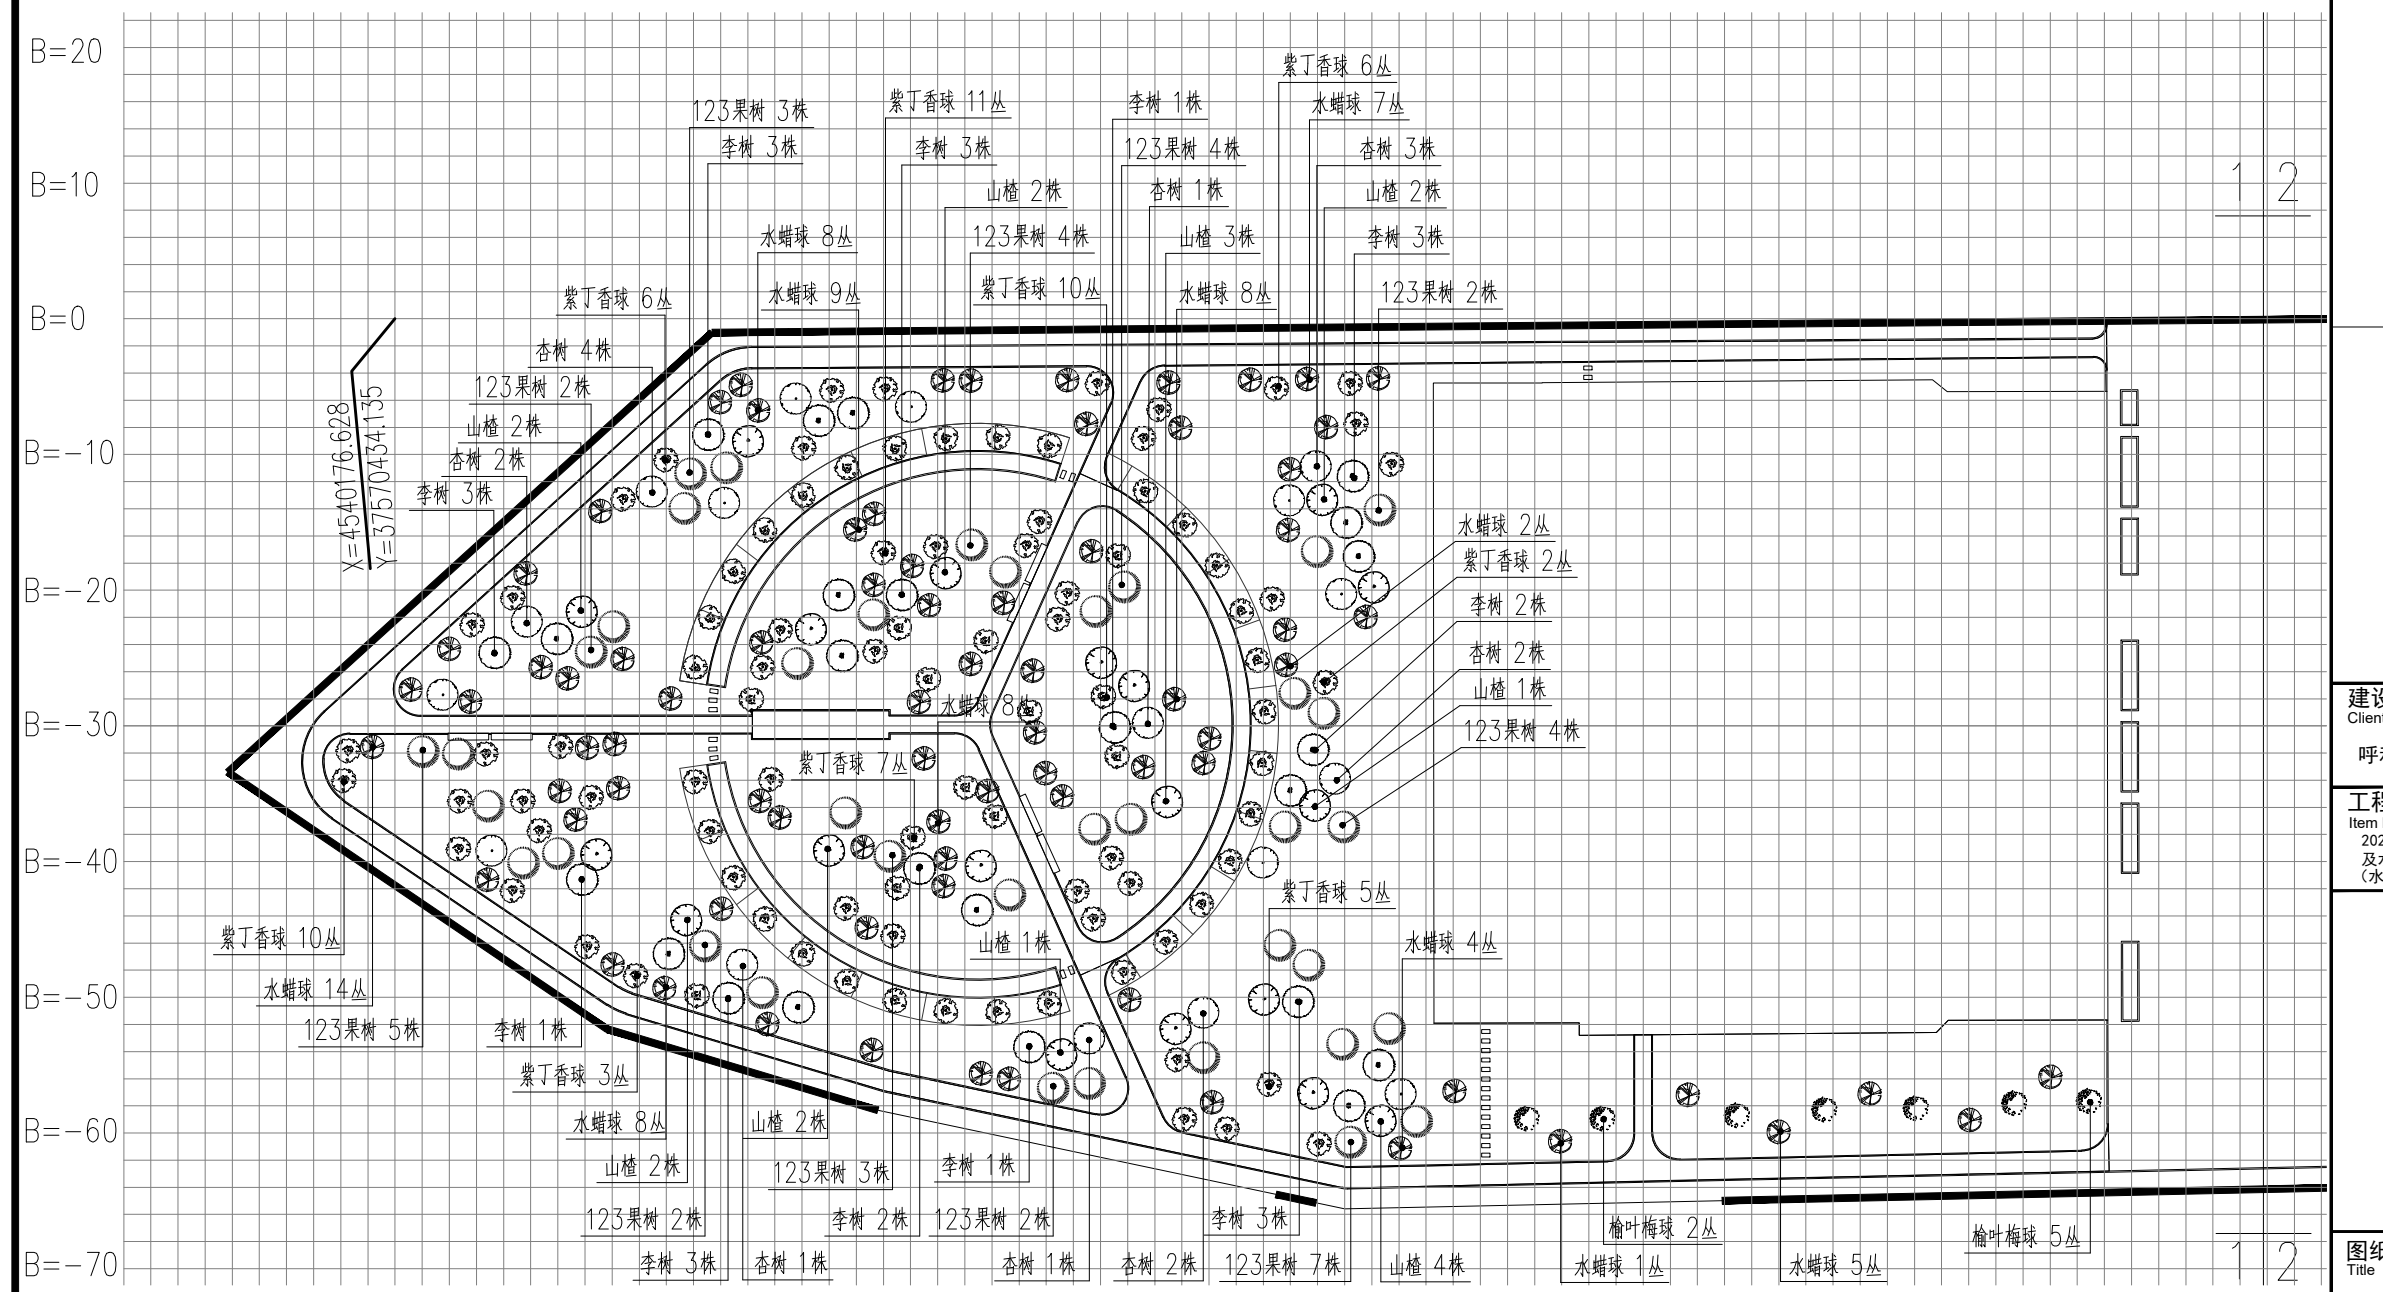 B=20
紫丁香球 6丛
123果树 3株
紫丁香球 11丛
李树 1株
水蜡球 7丛
李树 3株
李树 3株
123果树 4株
杏树 3株
B=10
山楂 2株
杏树 1株
山楂 2株
1 2
水蜡球 8丛
123果树 4株
山楂 3株
李树 3株
紫丁香球 6丛
水蜡球 9丛
紫丁香球 10丛
水蜡球 8丛
123果树 2株
B=0
杏树 4株
123果树 2株
山楂 2株
B=-10
杏树 2株
李树 3株
X=4540176.628
Y=37570434.135
水蜡球 2丛
紫丁香球 2丛
B=-20
李树 2株
杏树 2株
山楂 1株
水蜡球 8丛
B=-30
123果树 4株
紫丁香球 7丛
B=-40
紫丁香球 5丛
紫丁香球 10丛
山楂 1株
水蜡球 4丛
水蜡球 14丛
B=-50
123果树 5株
李树 1株
紫丁香球 3丛
水蜡球 8丛
山楂 2株
B=-60
山楂 2株
123果树 3株
李树 1株
123果树 2株
李树 2株
123果树 2株
李树 3株
榆叶梅球 2丛
榆叶梅球 5丛
B=-70
李树 3株
杏树 1株
杏树 1株
杏树 2株
123果树 7株
山楂 4株
水蜡球 1丛
水蜡球 5丛
1 2
建设
Client
呼和
工程
Item
202
及水
（水
图纸
Title